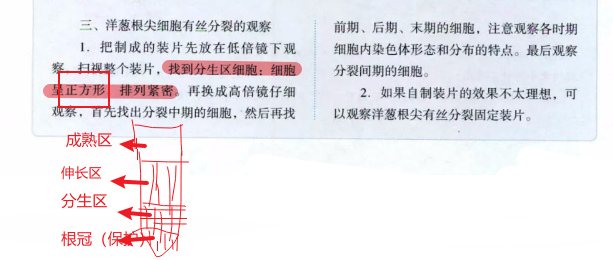 三、洋葱根尖细胞有丝分裂的观察
1. 把制成的装片先放在低倍镜下观
察，扫视整个装片，找到分生区细胞：细胞
呈正方形，排列紧密。再换成高倍镜仔细
观察，首先找出分裂中期的细胞，然后再找
前期、后期、末期的细胞，注意观察各时期
细胞内染色体形态和分布的特点。最后观察
分裂间期的细胞。
2. 如果自制装片的效果不太理想，可
以观察洋葱根尖有丝分裂固定装片。
成熟区
伸长区
分生区
根冠（保护）